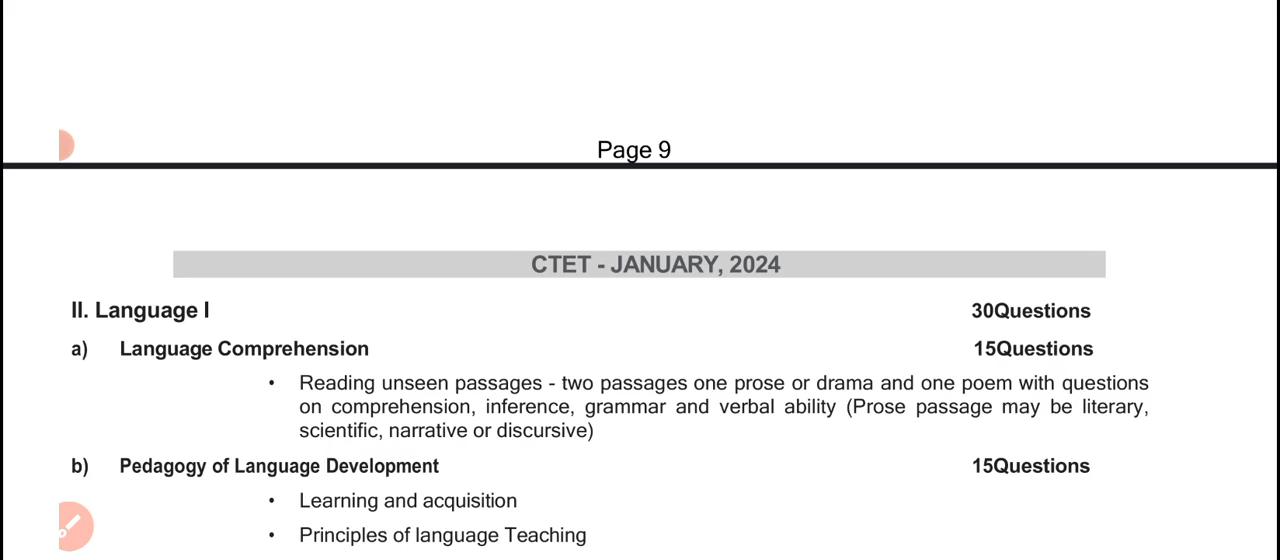 Page 9
CTET - JANUARY, 2024
II. Language I 30Questions
a) Language Comprehension 15Questions
• Reading unseen passages - two passages one prose or drama and one poem with questions
on comprehension, inference, grammar and verbal ability (Prose passage may be literary,
scientific, narrative or discursive)
b) Pedagogy of Language Development 15Questions
• Learning and acquisition
• Principles of language Teaching